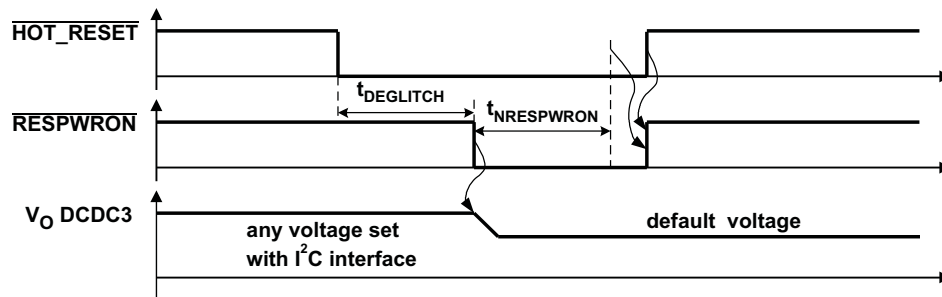 HOT_RESET
tDEGLITCH
tNRESPWRON
RESPWRON
VO DCDC3
any voltage set
with I2C interface
default voltage